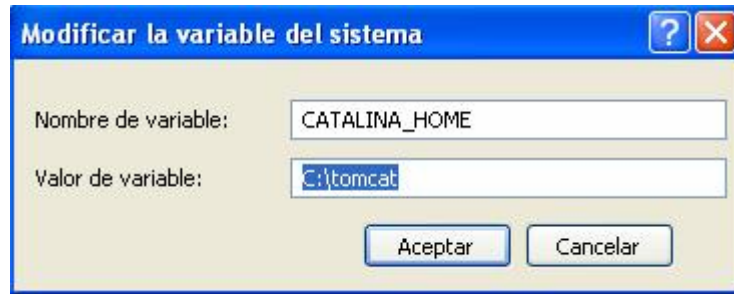 Modificar la variable del sistema
Nombre de variable: CATALINA_HOME
Valor de variable: C:\tomcat
Aceptar Cancelar